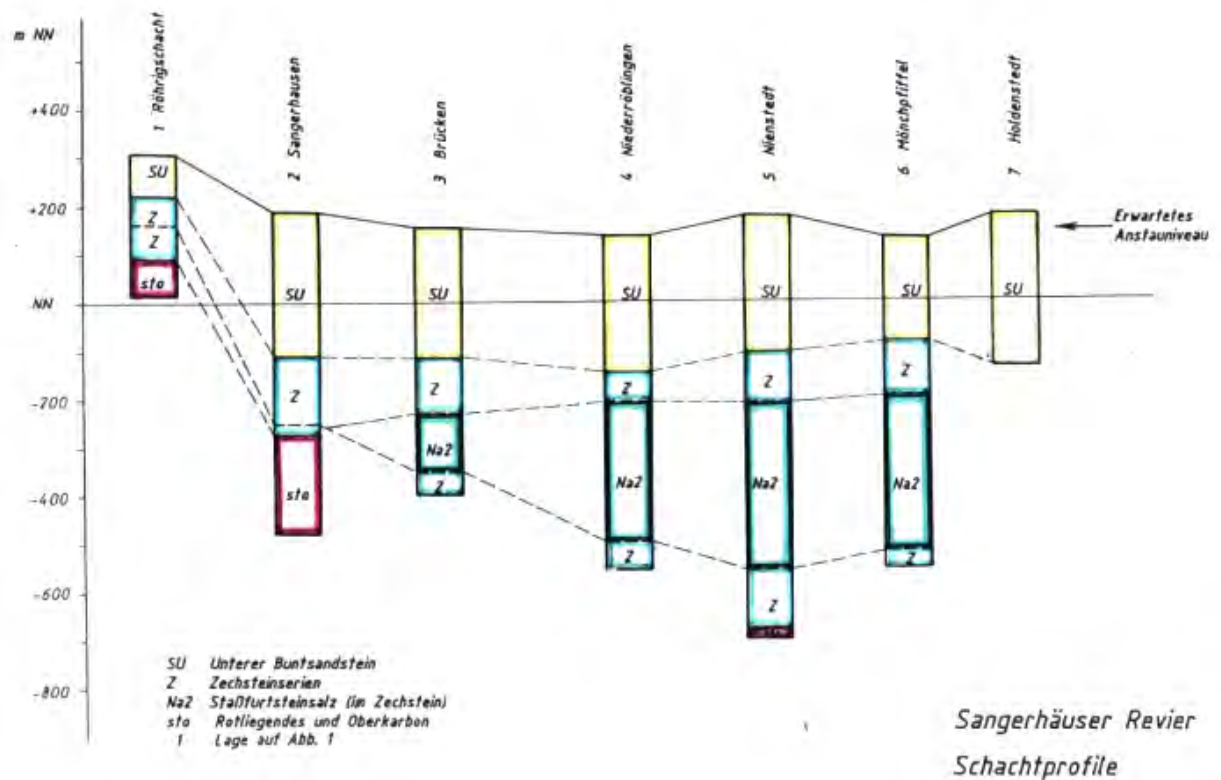 m NN
+400
+200
NN
-200
-400
-600
-800
1 Röhrigschacht
2 Sangerhausen
3 Brücken
4 Niederröblingen
5 Nienstedt
6 Mönchpfiffel
7 Holdenstedt
Erwartetes
Anstauniveau
SU
Z
Z
sto
SU
Z
sto
SU
Z
Na2
Z
SU
Z
Na2
Z
SU
Z
Na2
Z
SU
Z
Na2
Z
SU
SU Unterer Buntsandstein
Z Zechsteinserien
Na2 Staßfurtsteinsalz (im Zechstein)
sto Rotliegendes und Oberkarbon
1 Lage auf Abb. 1
Sangerhäuser Revier
Schachtprofile